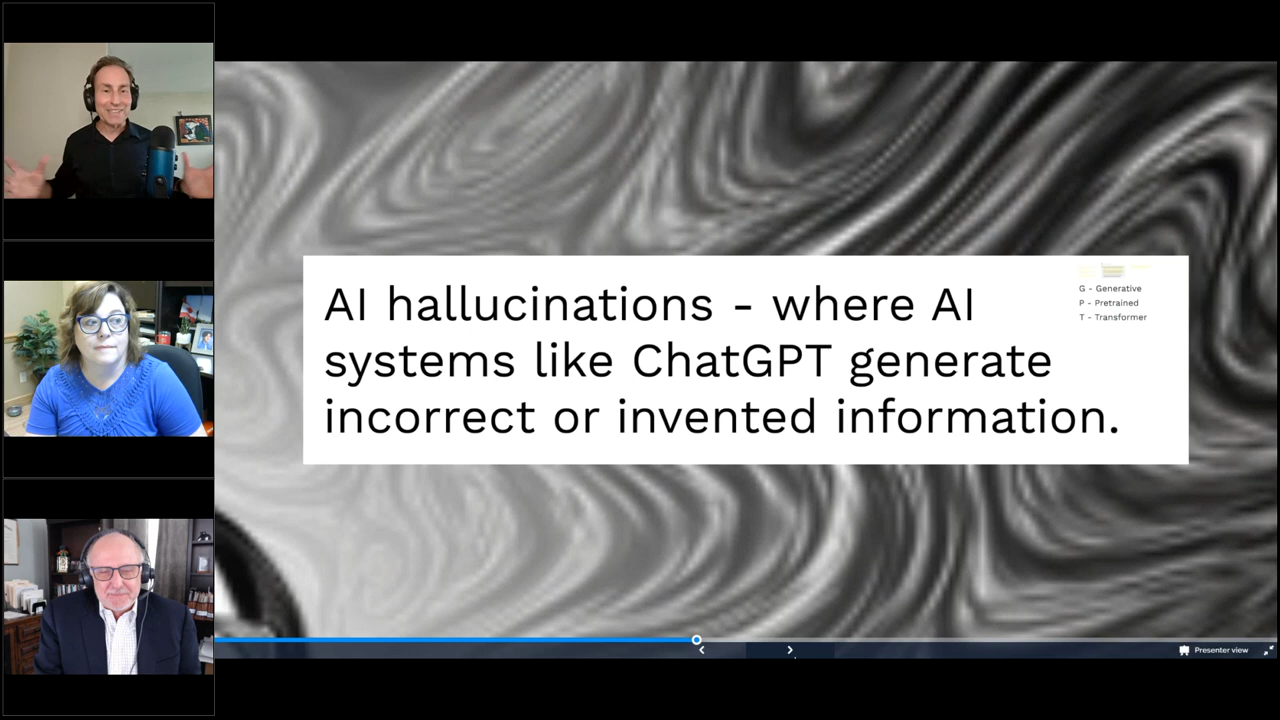 AI hallucinations - where AI
systems like ChatGPT generate
incorrect or invented information.
G - Generative
P - Pretrained
T - Transformer
Presenter view